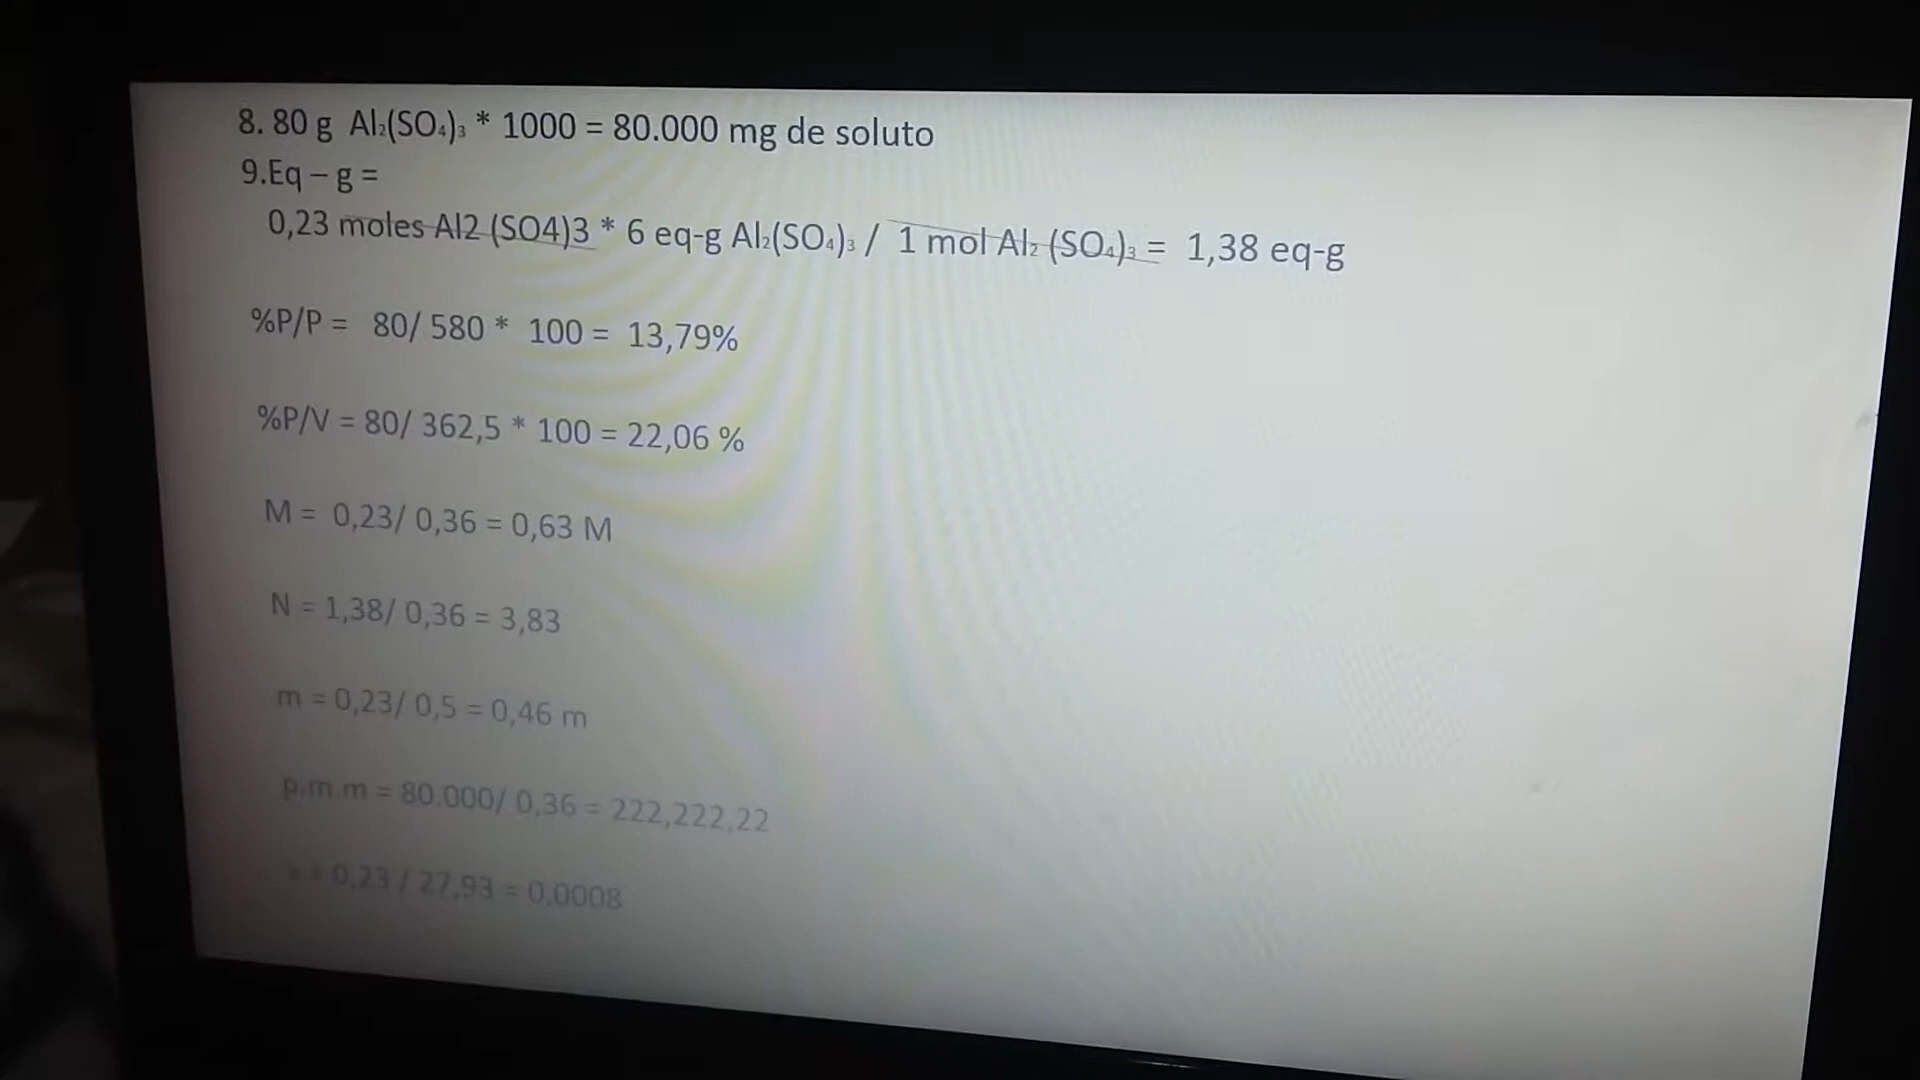 8. 80 g Al₂(SO₄)₃ * 1000 = 80.000 mg de soluto
9.Eq – g =
0,23 moles Al2 (SO4)3 * 6 eq-g Al₂(SO₄)₃ / 1 mol Al₂ (SO₄)₃ = 1,38 eq-g
%P/P = 80/ 580 * 100 = 13,79%
%P/V = 80/ 362,5 * 100 = 22,06 %
M = 0,23/ 0,36 = 0,63 M
N = 1,38/ 0,36 = 3,83
m = 0,23/ 0,5 = 0,46 m
p.m.m = 80.000/ 0,36 = 222,222,22
= 0,23 / 27,93 = 0,0008